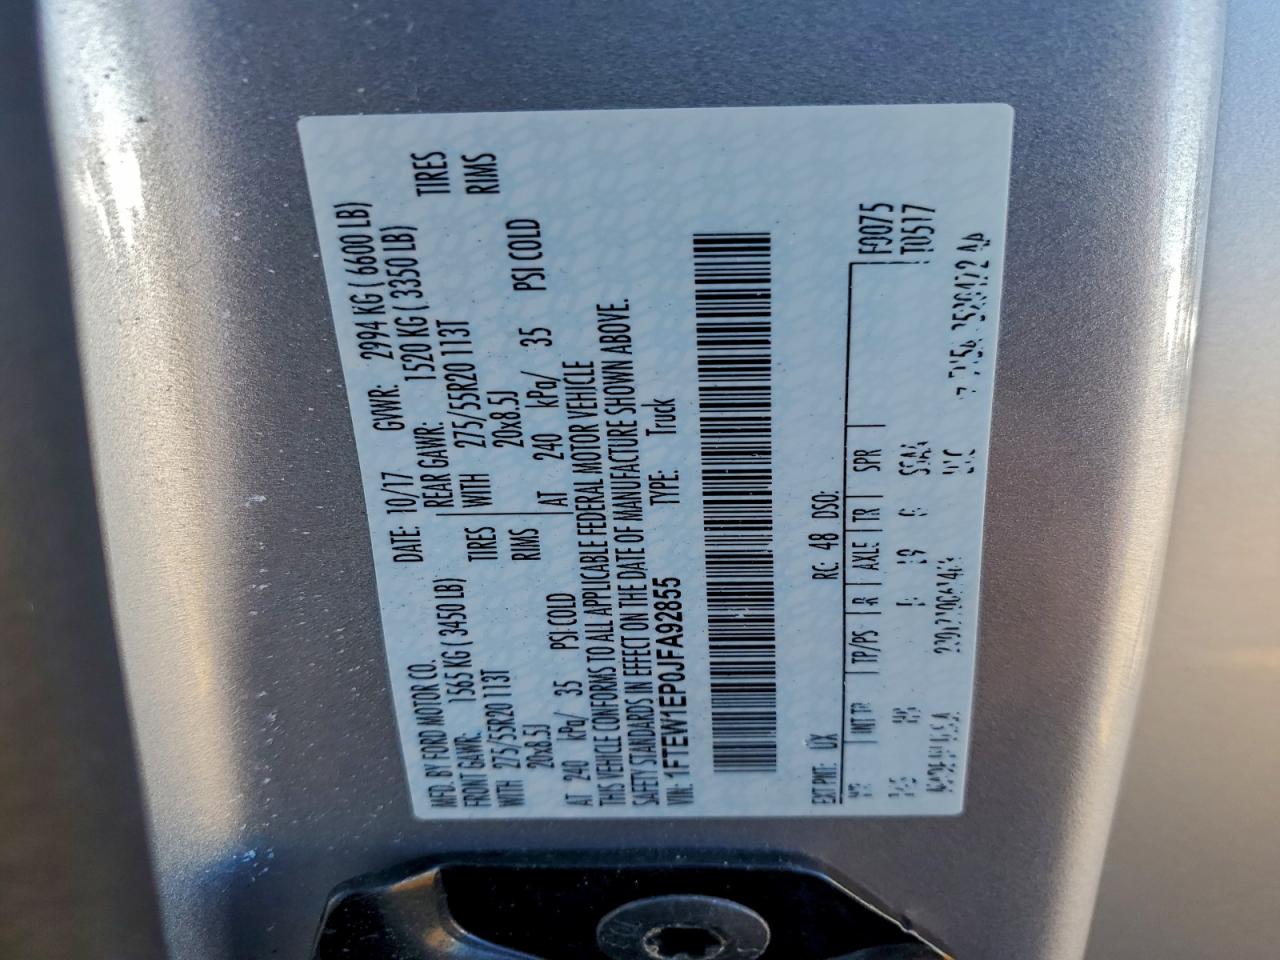 MFD. BY FORD MOTOR CO.
DATE: 10/17 GVWR: 2994 KG ( 6600 LB)
FRONT GAWR: 1565 KG ( 3450 LB) REAR GAWR: 1520 KG ( 3350 LB)
WITH 275/55R20 113T TIRES WITH 275/55R20 113T TIRES
20x8.5J RIMS 20x8.5J RIMS
AT 240 kPa/ 35 PSI COLD AT 240 kPa/ 35 PSI COLD
THIS VEHICLE CONFORMS TO ALL APPLICABLE FEDERAL MOTOR VEHICLE
SAFETY STANDARDS IN EFFECT ON THE DATE OF MANUFACTURE SHOWN ABOVE.
VIN: 1FTEW1EP0JFA92855 TYPE: Truck
EXT PNT: UX RC: 48 DSO:
F0075
INT TR TP/PS R AXLE TR SPR T0517